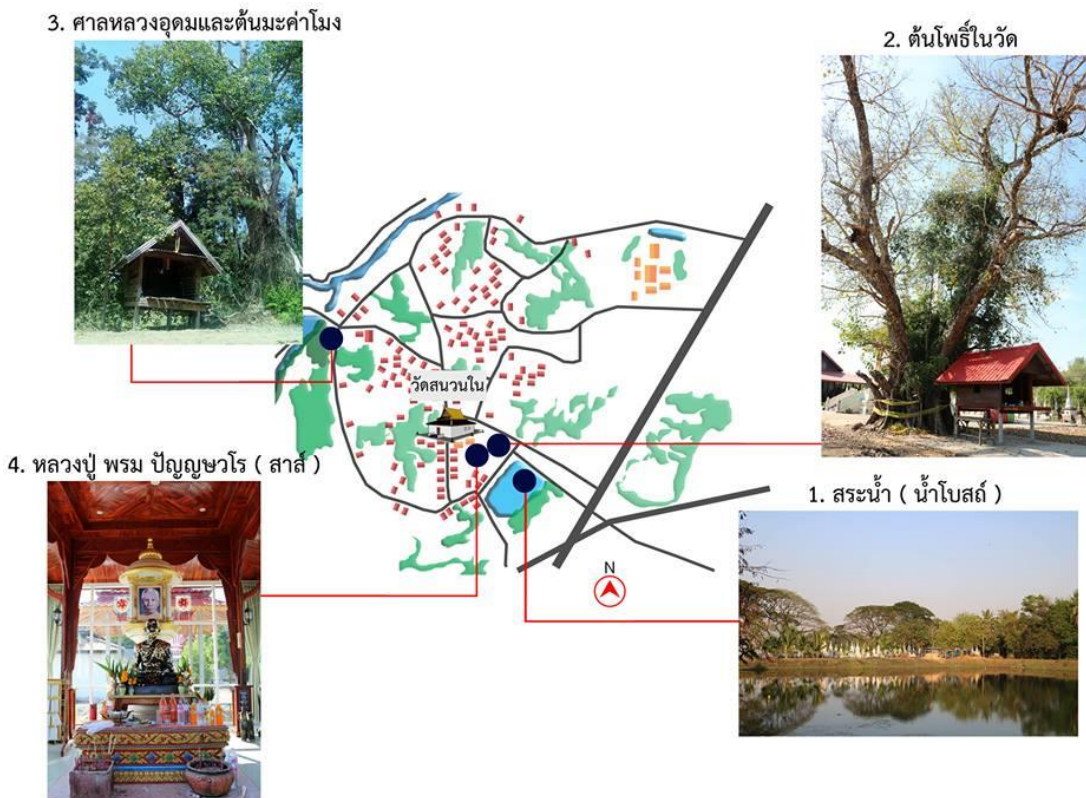 3. ศาลหลวงอุดมและต้นมะค่าโมง
2. ต้นโพธิ์ในวัด
วัดสนวนใน
4. หลวงปู่ พรม ปัญญษวโร ( สาส์ )
1. สระน้ำ ( น้ำโบสถ์ )
N